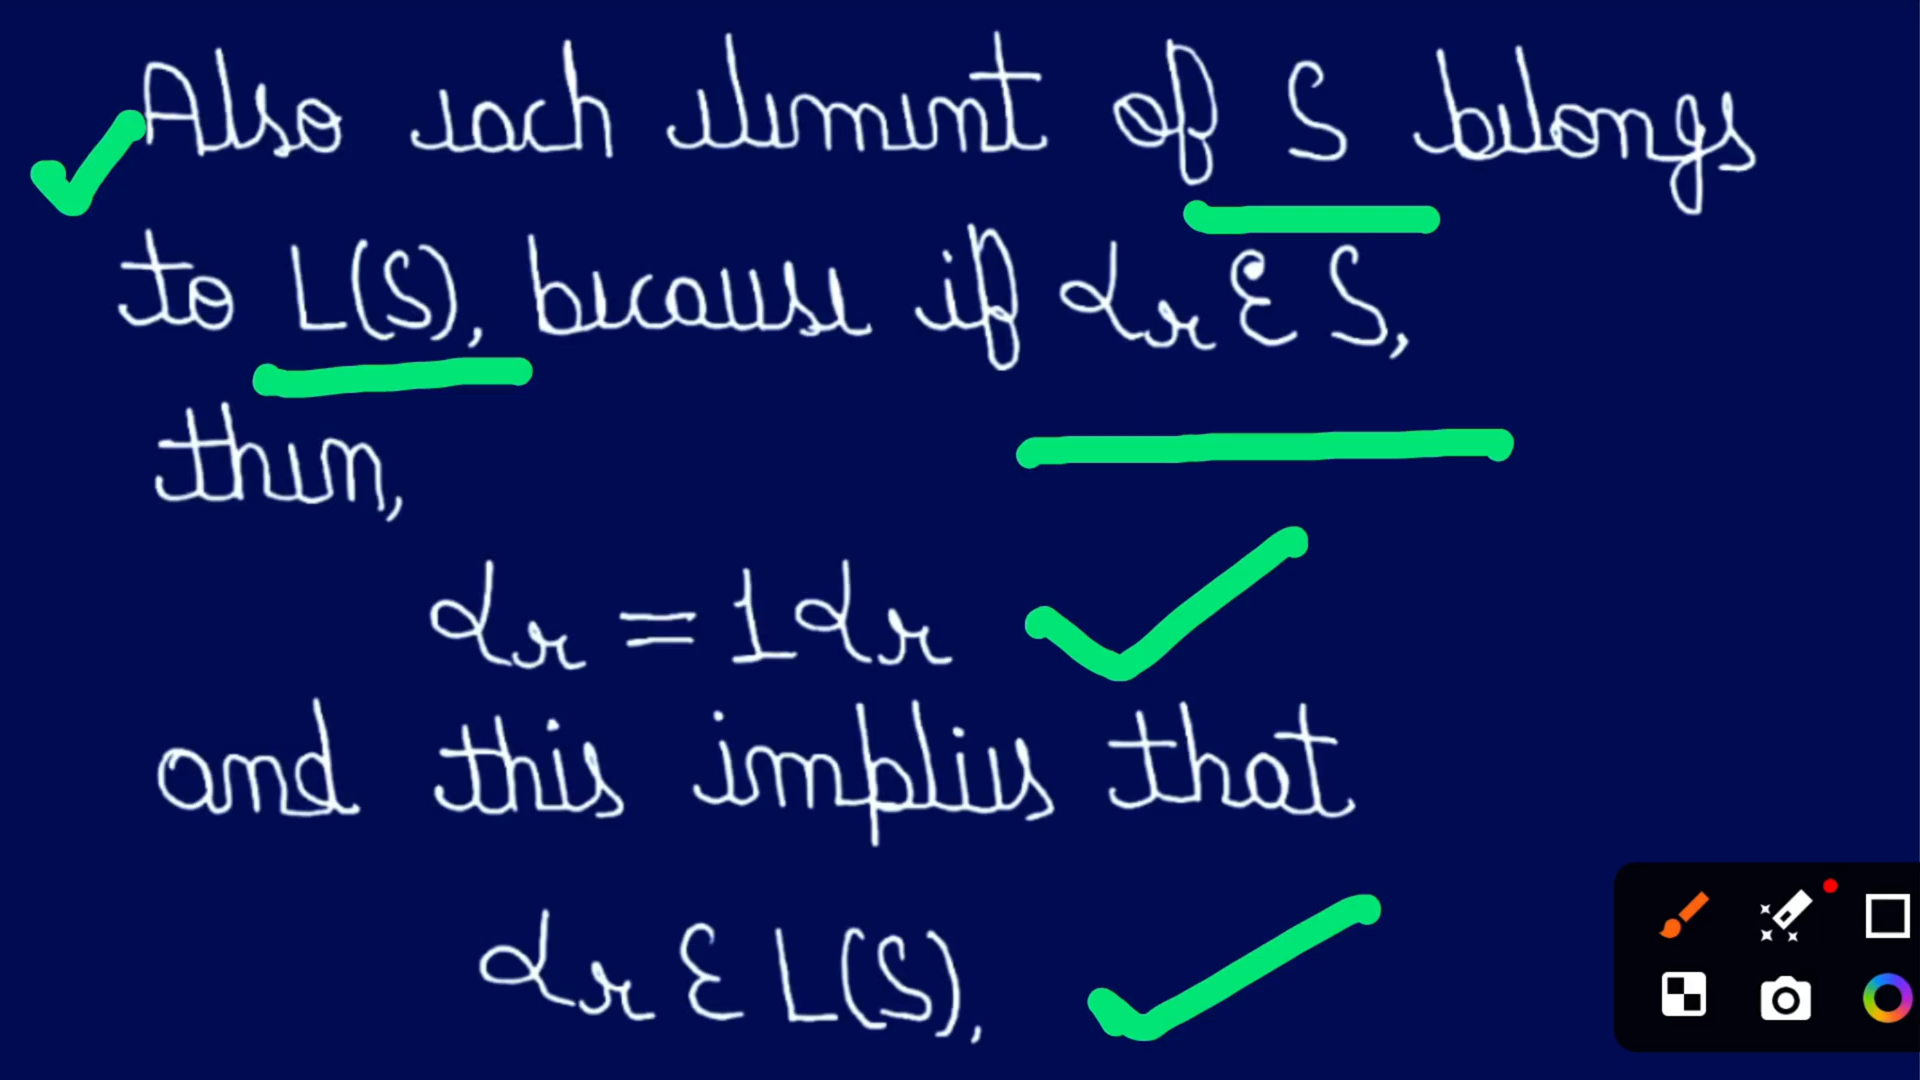 Also each element of S belongs
to L(S), because if αr ε S,
then,
αr = 1αr
and this implies that
αr ε L(S),